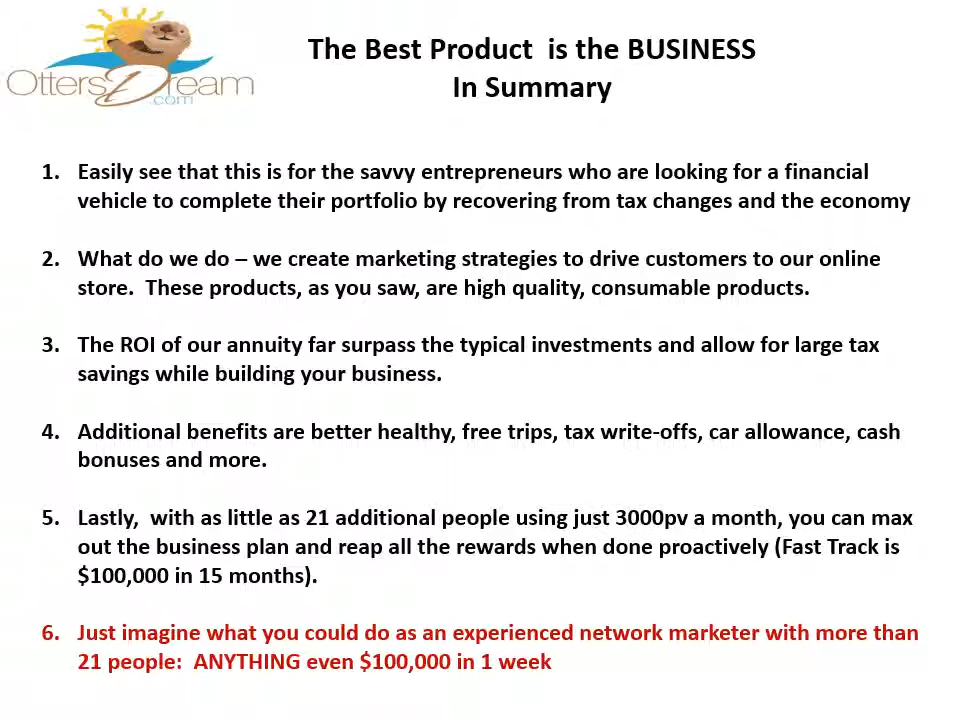 OttersDream
.com
The Best Product  is the BUSINESS
In Summary
1. Easily see that this is for the savvy entrepreneurs who are looking for a financial
vehicle to complete their portfolio by recovering from tax changes and the economy
2. What do we do – we create marketing strategies to drive customers to our online
store.  These products, as you saw, are high quality, consumable products.
3. The ROI of our annuity far surpass the typical investments and allow for large tax
savings while building your business.
4. Additional benefits are better healthy, free trips, tax write-offs, car allowance, cash
bonuses and more.
5. Lastly,  with as little as 21 additional people using just 3000pv a month, you can max
out the business plan and reap all the rewards when done proactively (Fast Track is
$100,000 in 15 months).
6. Just imagine what you could do as an experienced network marketer with more than
21 people:  ANYTHING even $100,000 in 1 week